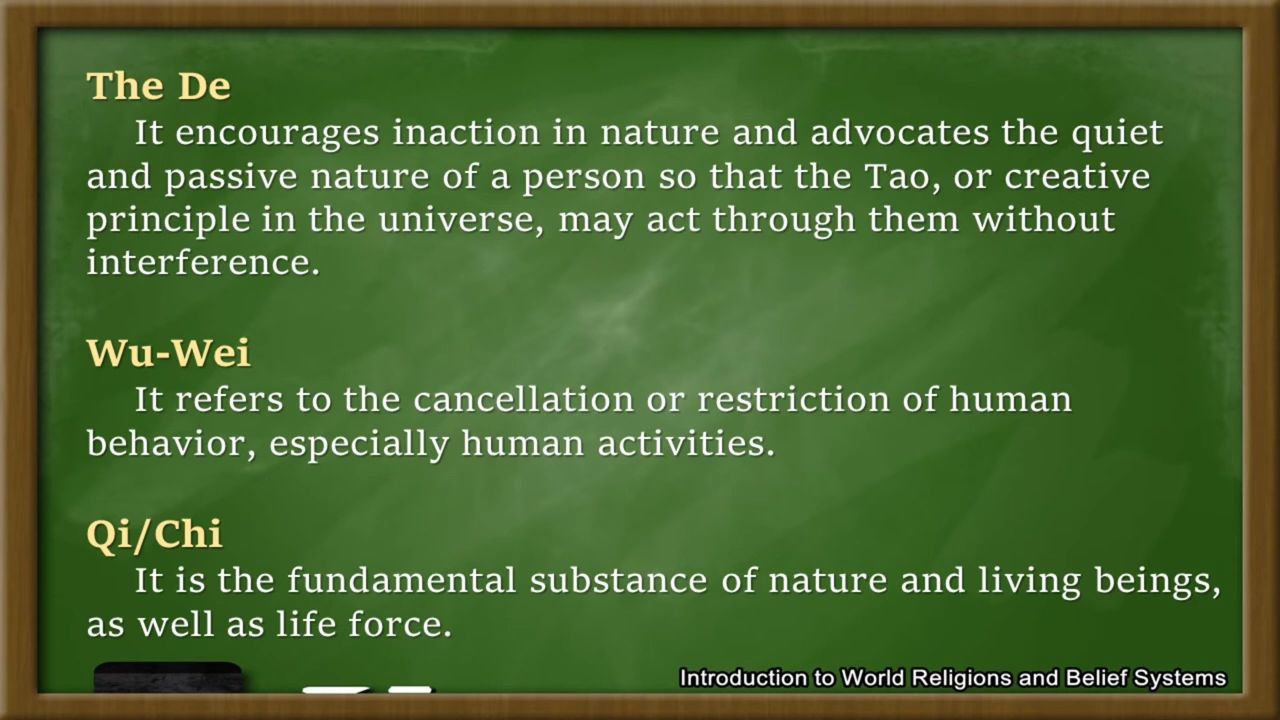 The De
It encourages inaction in nature and advocates the quiet
and passive nature of a person so that the Tao, or creative
principle in the universe, may act through them without
interference.
Wu-Wei
It refers to the cancellation or restriction of human
behavior, especially human activities.
Qi/Chi
It is the fundamental substance of nature and living beings,
as well as life force.
Introduction to World Religions and Belief Systems